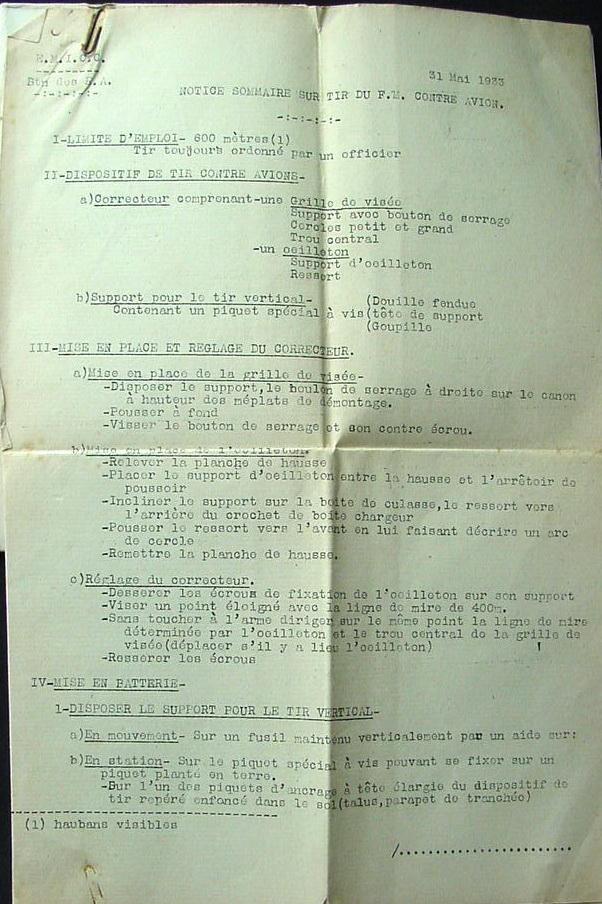 E.M.I.C.C.
Btn des E.A.
-:-:-:-:-
31 Mai 1933
NOTICE SOMMAIRE SUR TIR DU F.M. CONTRE AVION.
-:-:-:-:-
I-LIMITE D'EMPLOI- 600 mètres(1)
Tir toujours ordonné par un officier
II-DISPOSITIF DE TIR CONTRE AVIONS-
a)Correcteur comprenant-une Grille de visée
Support avec bouton de serrage
Cercles petit et grand
Trou central
-un oeilleton
Support d'oeilleton
Ressort
b)Support pour le tir vertical- (Douille fendue
Contenant un piquet spécial à vis(tête de support
(Goupille
III-MISE EN PLACE ET REGLAGE DU CORRECTEUR.
a)Mise en place de la grille de visée-
-Disposer le support,le boulon de serrage à droite sur le canon
à hauteur des méplats de démontage.
-Pousser à fond
-Visser le bouton de serrage et son contre écrou.
b)Mise en place de l'oeilleton.
-Relever la planche de hausse
-Placer le support d'oeilleton entre la hausse et l'arrêtoir de
poussoir
-Incliner le support sur la boite de culasse,le ressort vers
l'arrière du crochet de boite chargeur
-Pousser le ressort vers l'avant en lui faisant décrire un arc
de cercle
-Remettre la planche de hausse.
c)Réglage du correcteur.
-Desserer les écrous de fixation de l'oeilleton sur son support
-Viser un point éloigné avec la ligne de mire de 400m.
-Sans toucher à l'arme diriger sur le même point la ligne de mire
déterminée par l'oeilleton et le trou central de la grille de
visée(déplacer s'il y a lieu l'oeilleton)
-Resserer les écrous
IV-MISE EN BATTERIE-
1-DISPOSER LE SUPPORT POUR LE TIR VERTICAL-
a)En mouvement- Sur un fusil maintenu verticalement par un aide sur:
b)En station- Sur le piquet spécial à vis pouvant se fixer sur un
piquet planté en terre.
-Sur l'un des piquets d'ancrage à tête élargie du dispositif de
tir repéré enfoncé dans le sol(talus,parapet de tranchée)
(1) haubans visibles
/........................